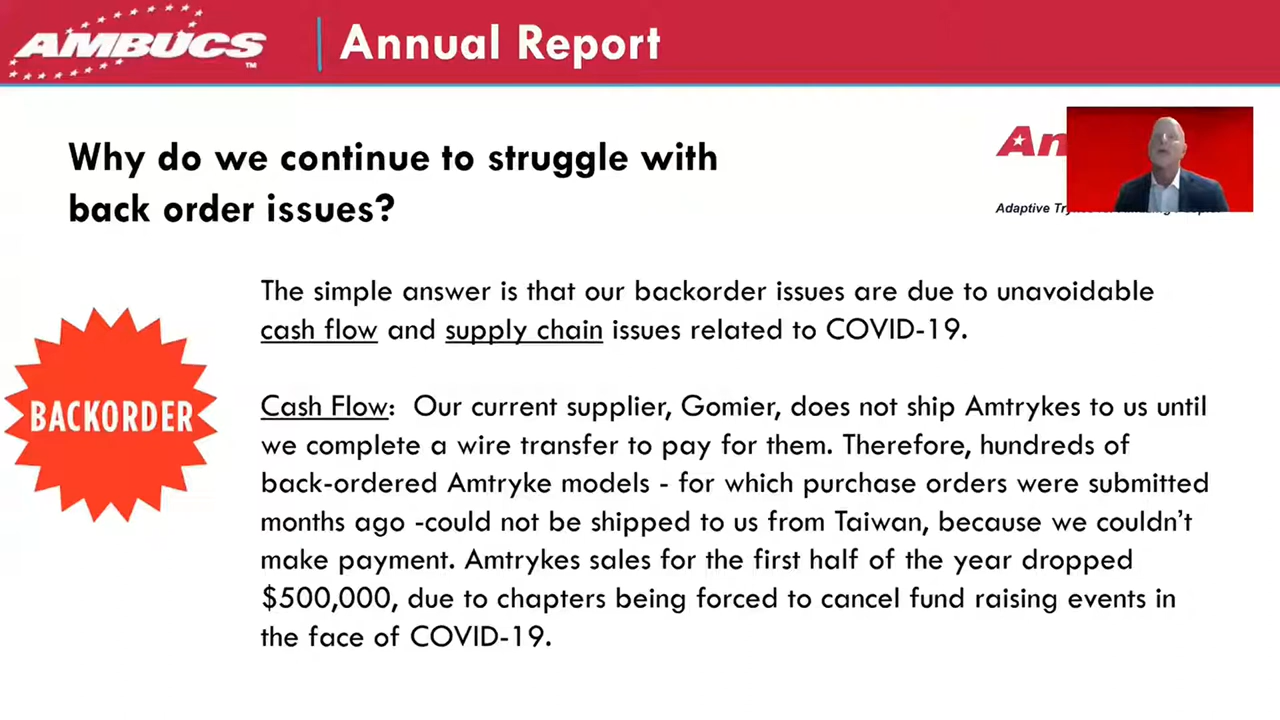 AMBUCS™
Annual Report
Why do we continue to struggle with
back order issues?
Am
Adaptive Try
BACKORDER
The simple answer is that our backorder issues are due to unavoidable
cash flow and supply chain issues related to COVID-19.
Cash Flow: Our current supplier, Gomier, does not ship Amtrykes to us until
we complete a wire transfer to pay for them. Therefore, hundreds of
back-ordered Amtryke models - for which purchase orders were submitted
months ago -could not be shipped to us from Taiwan, because we couldn't
make payment. Amtrykes sales for the first half of the year dropped
$500,000, due to chapters being forced to cancel fund raising events in
the face of COVID-19.